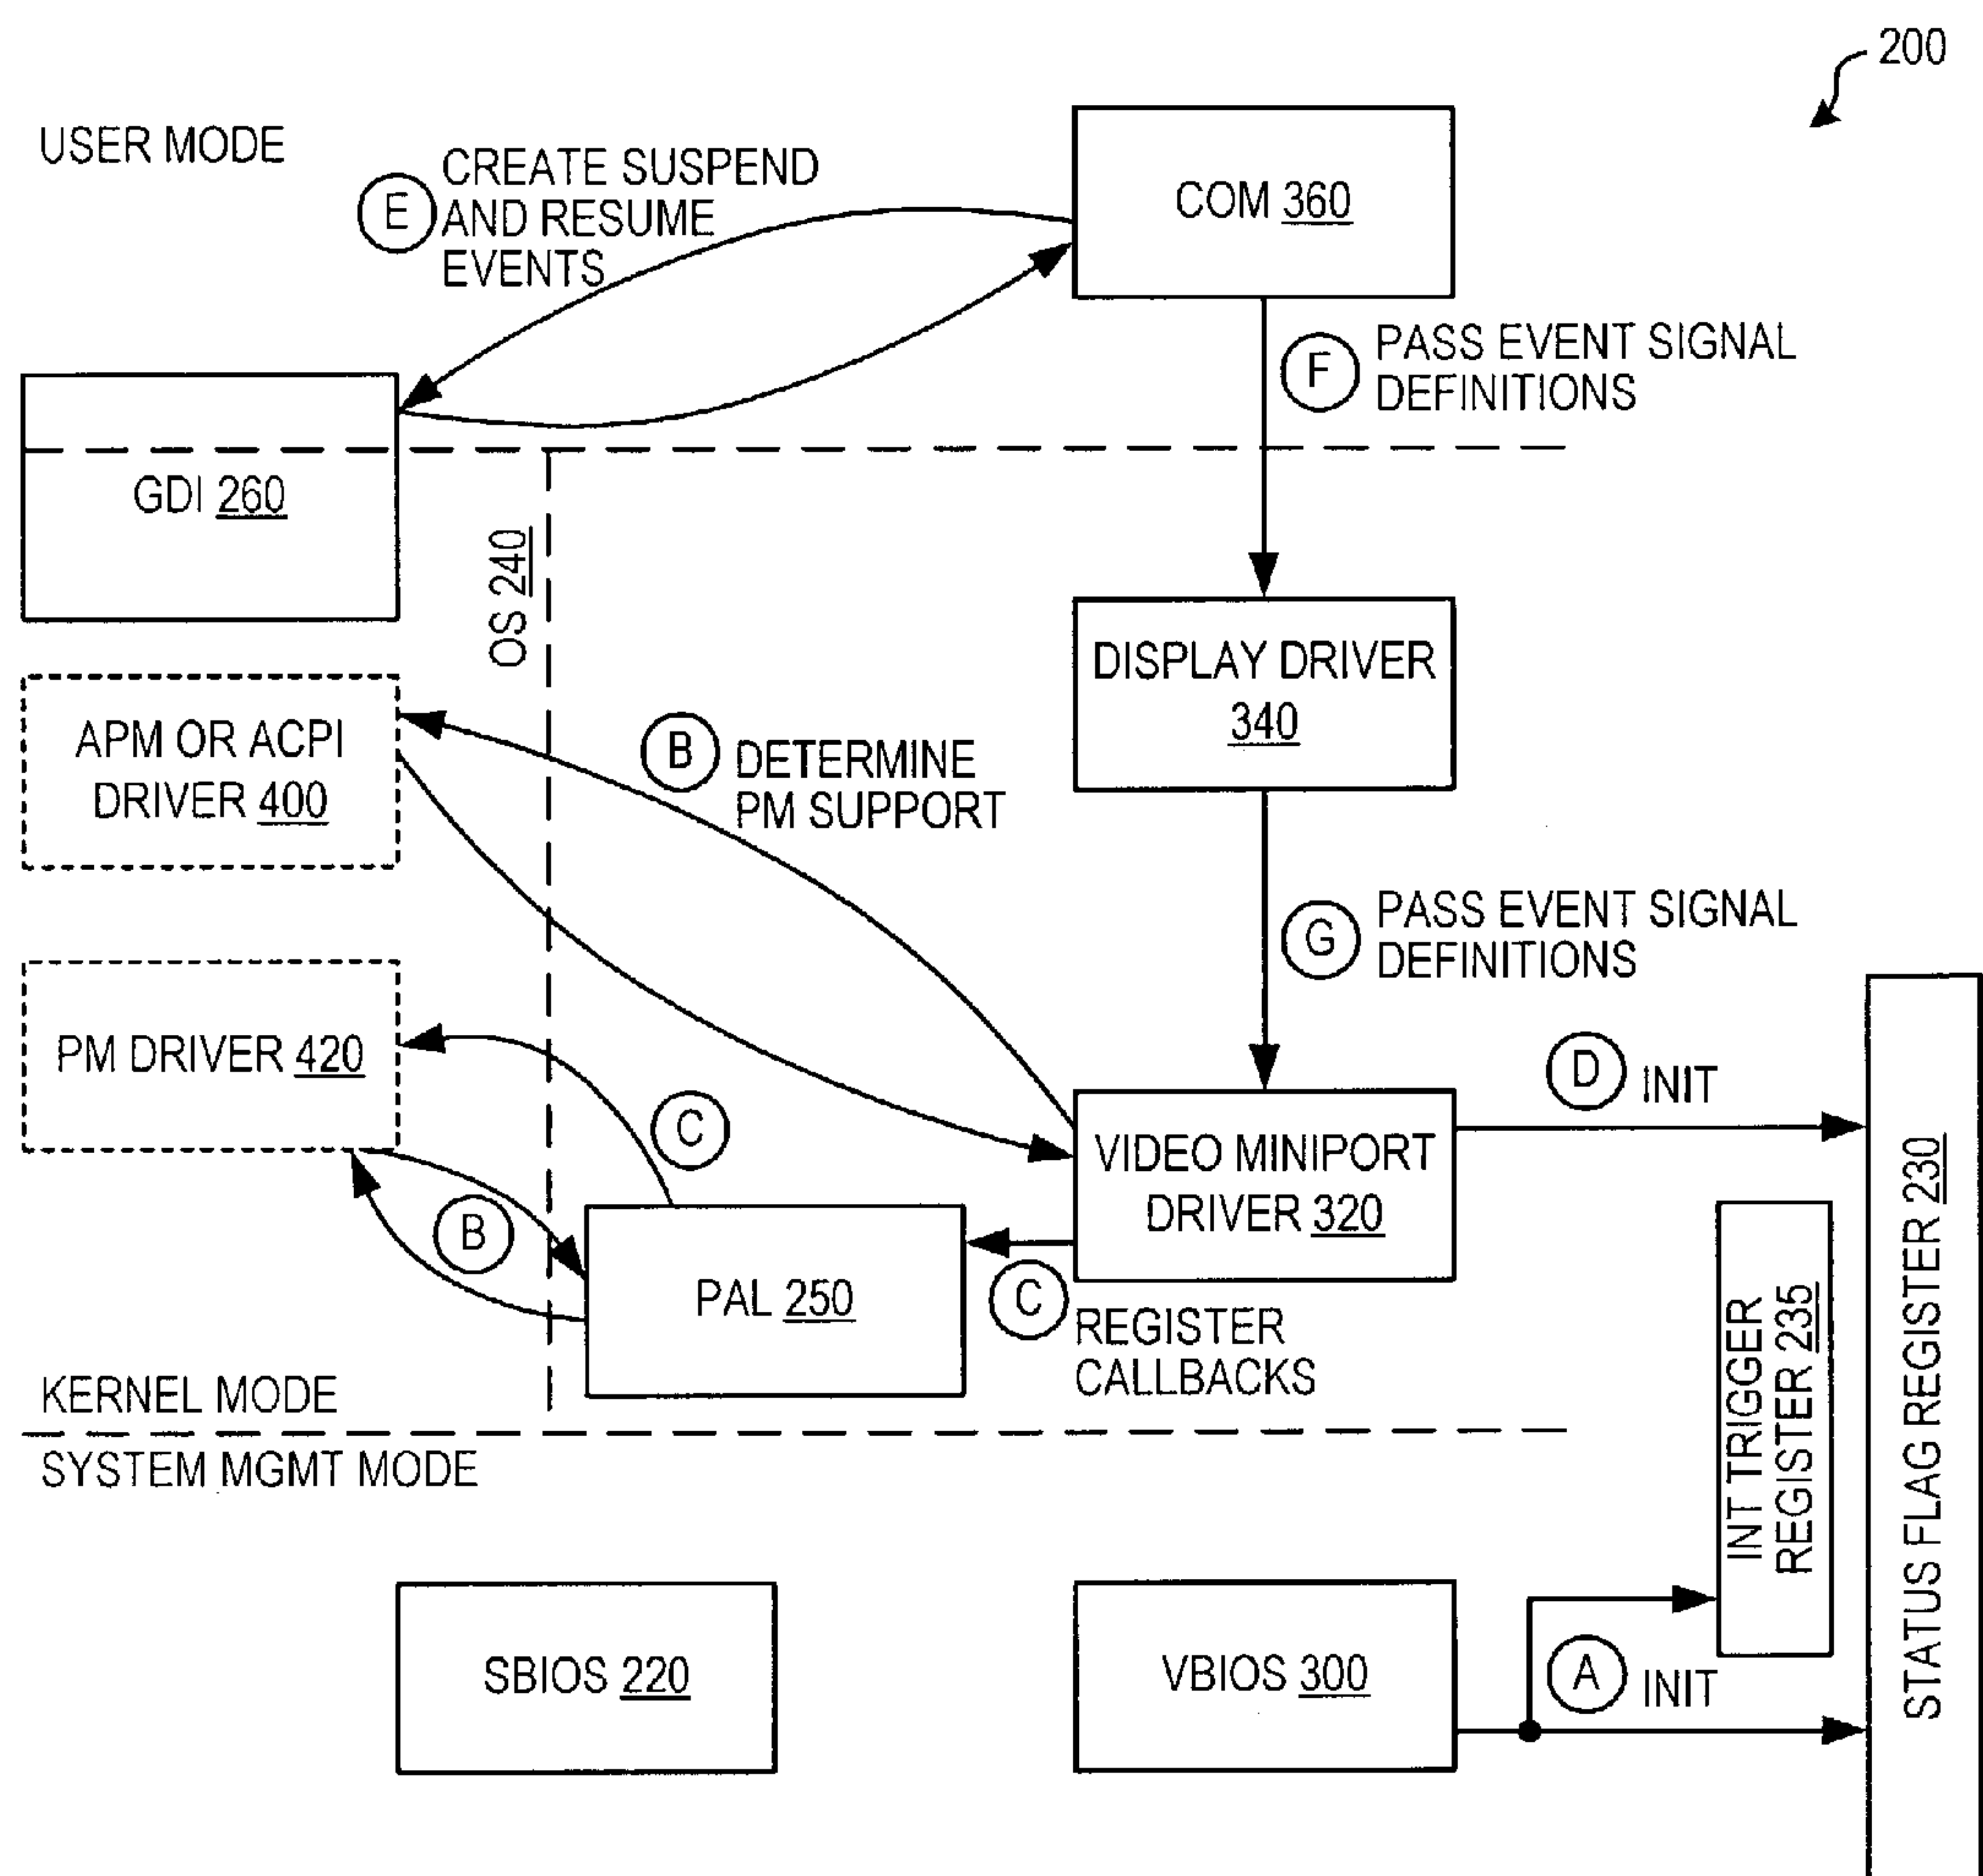 200
USER MODE
E
CREATE SUSPEND
AND RESUME
EVENTS
COM 360
F
PASS EVENT SIGNAL
DEFINITIONS
GDI 260
OS 240
DISPLAY DRIVER
340
APM OR ACPI
DRIVER 400
B
DETERMINE
PM SUPPORT
G
PASS EVENT SIGNAL
DEFINITIONS
PM DRIVER 420
C
D
INIT
VIDEO MINIPORT
DRIVER 320
B
PAL 250
C
REGISTER
CALLBACKS
INT TRIGGER
REGISTER 235
STATUS FLAG REGISTER 230
KERNEL MODE
SYSTEM MGMT MODE
SBIOS 220
VBIOS 300
A
INIT